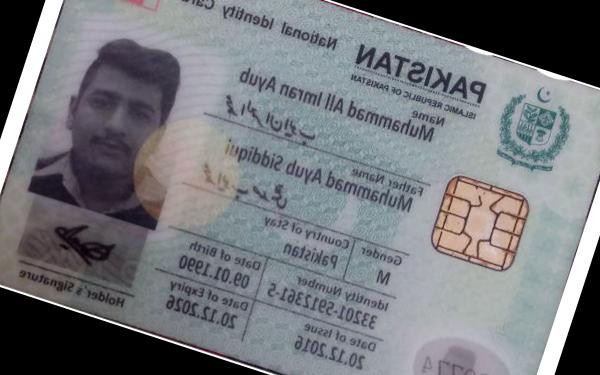 PAKISTAN National Identity Card
ISLAMIC REPUBLIC OF PAKISTAN
Name
Muhammad Ali Imran Ayub
Father Name
Muhammad Ayub Siddiqui
Gender
M
Country of Stay
Pakistan
Identity Number
33201-5912361-5
Date of Birth
09.01.1990
Date of Issue
20.12.2016
Date of Expiry
20.12.2026
Holder's Signature